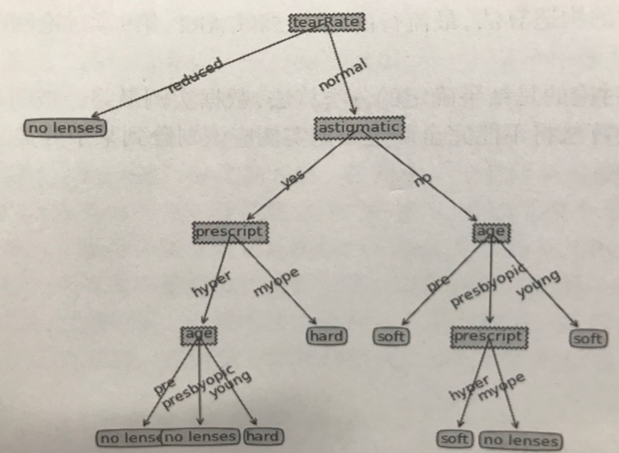 tearRate
reduced
normal
no lenses
astigmatic
yes
no
prescript
age
hyper
myope
pre
presbyopic
young
age
hard
soft
prescript
soft
pre
presbyopic
young
hyper
myope
no lense
no lenses
hard
soft
no lenses